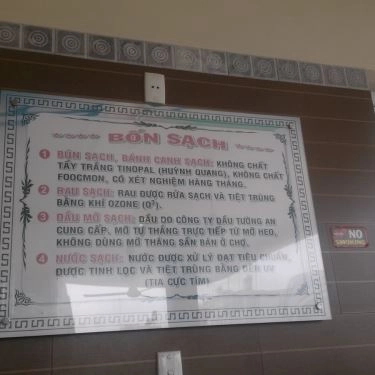 BỐN SẠCH
1 BÚN SẠCH, BÁNH CANH SẠCH: KHÔNG CHẤT
TẨY TRẮNG TINOPAL (HUỲNH QUANG), KHÔNG CHẤT
FOOCMON, CÓ XÉT NGHIỆM HÀNG THÁNG.
2 RAU SẠCH: RAU ĐƯỢC RỬA SẠCH VÀ TIỆT TRÙNG
BẰNG KHÍ OZONE (O³).
3 DẦU MỠ SẠCH: DẦU DO CÔNG TY DẦU TƯỜNG AN
CUNG CẤP. MỠ TỰ THẮNG TRỰC TIẾP TỪ MỠ HEO,
KHÔNG DÙNG MỠ THẮNG SẴN BÁN Ở CHỢ.
4 NƯỚC SẠCH: NƯỚC ĐƯỢC XỬ LÝ ĐẠT TIÊU CHUẨN,
ĐƯỢC TINH LỌC VÀ TIỆT TRÙNG BẰNG ĐÈN UV
(TIA CỰC TÍM)
NO
SMOKING